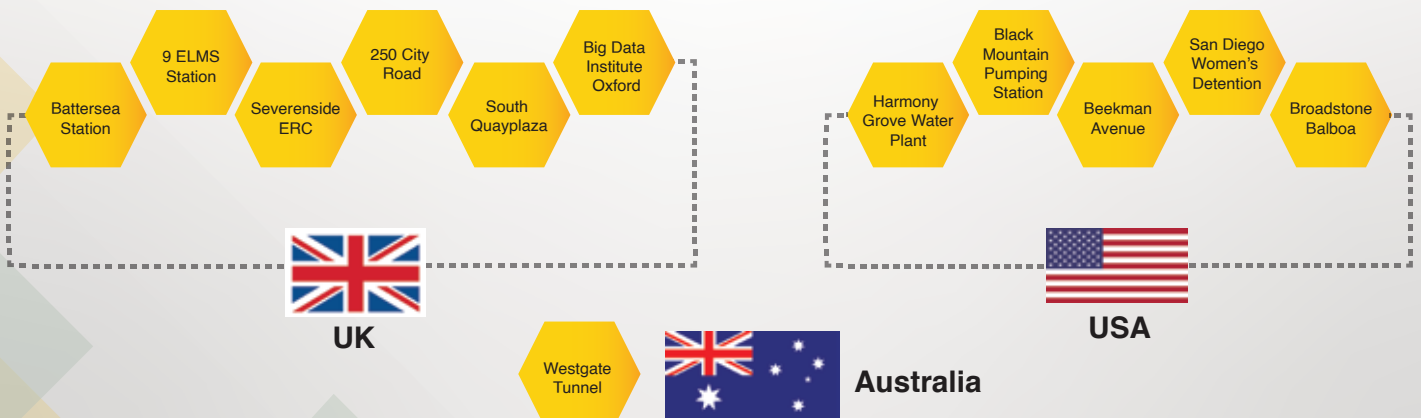 Battersea
Station
9 ELMS
Station
Severenside
ERC
250 City
Road
South
Quayplaza
Big Data
Institute
Oxford
UK
Harmony
Grove Water
Plant
Black
Mountain
Pumping
Station
Beekman
Avenue
San Diego
Women's
Detention
Broadstone
Balboa
USA
Westgate
Tunnel
Australia